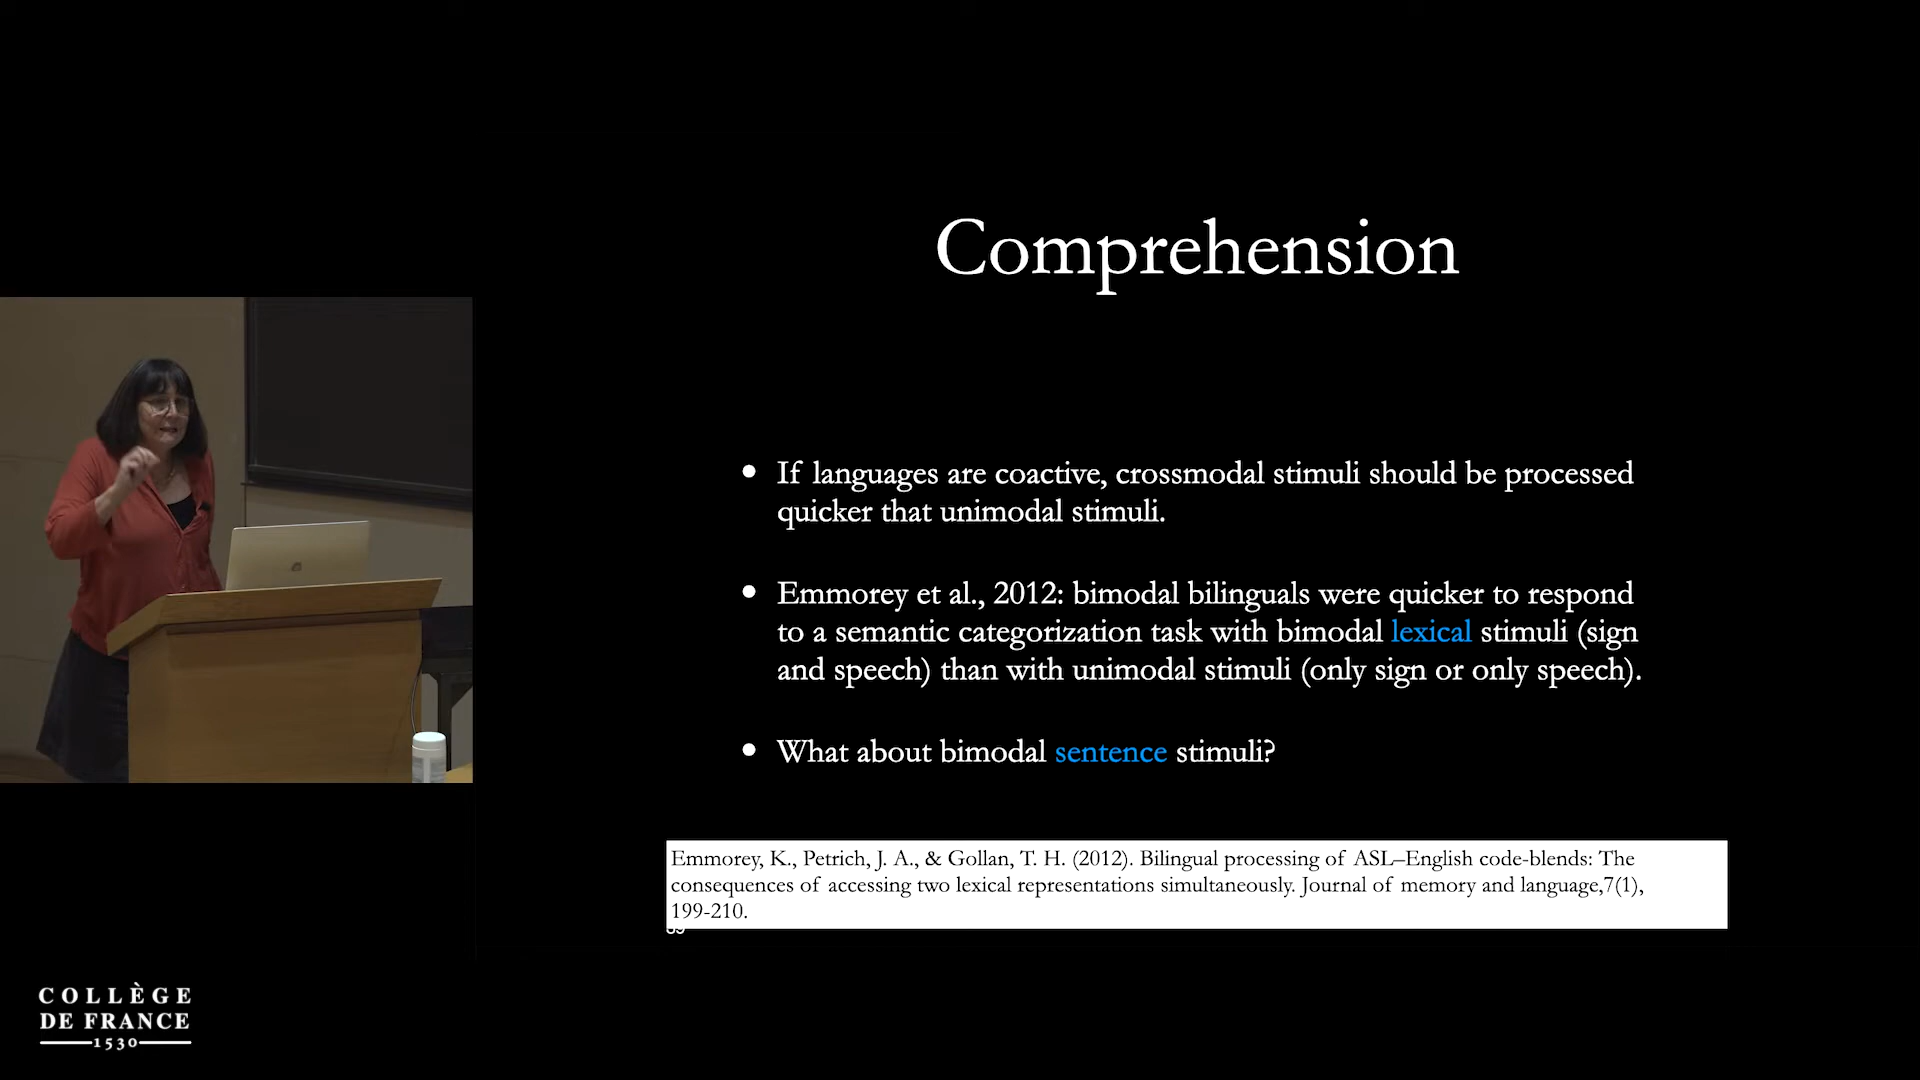 Comprehension
• If languages are coactive, crossmodal stimuli should be processed
quicker that unimodal stimuli.
• Emmorey et al., 2012: bimodal bilinguals were quicker to respond
to a semantic categorization task with bimodal lexical stimuli (sign
and speech) than with unimodal stimuli (only sign or only speech).
• What about bimodal sentence stimuli?
Emmorey, K., Petrich, J. A., & Gollan, T. H. (2012). Bilingual processing of ASL–English code-blends: The
consequences of accessing two lexical representations simultaneously. Journal of memory and language,7(1),
199-210.
COLLÈGE
DE FRANCE
1530